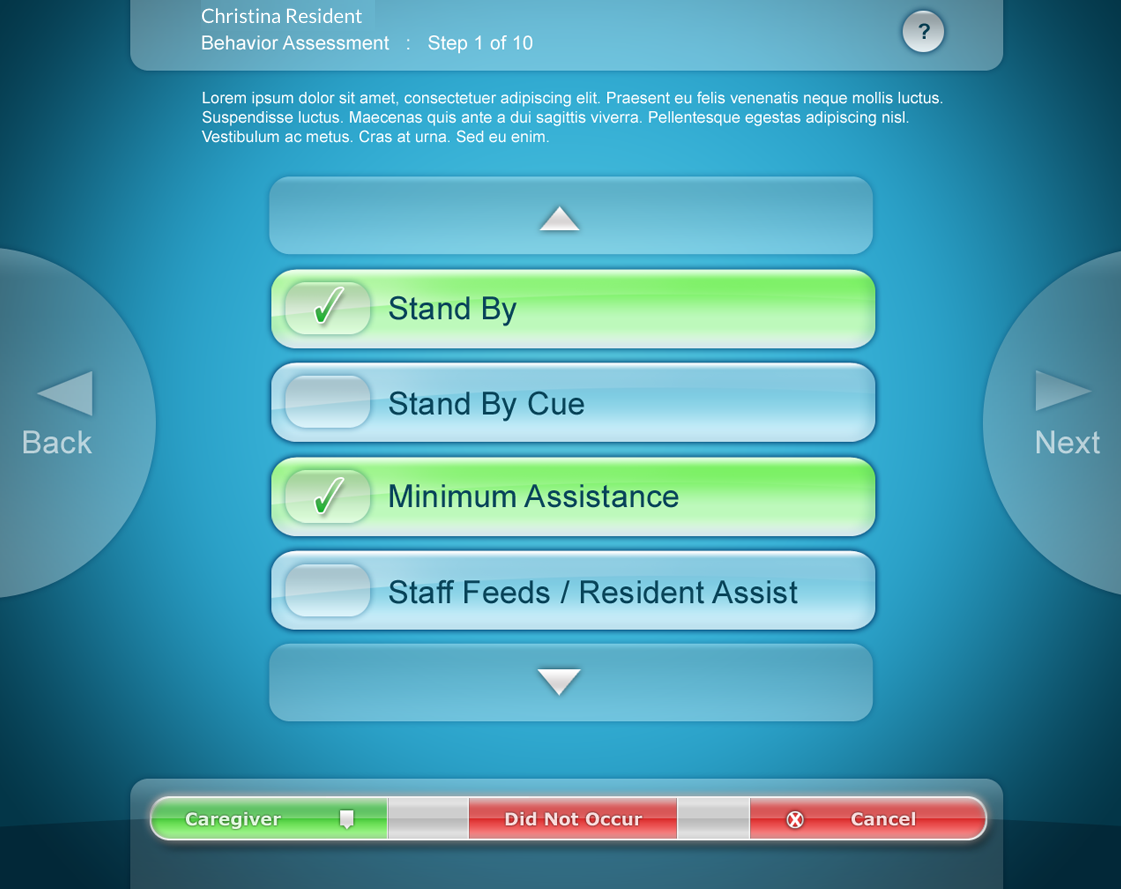 Christina Resident
Behavior Assessment : Step 1 of 10
?
Lorem ipsum dolor sit amet, consectetuer adipiscing elit. Praesent eu felis venenatis neque mollis luctus.
Suspendisse luctus. Maecenas quis ante a dui sagittis viverra. Pellentesque egestas adipiscing nisl.
Vestibulum ac metus. Cras at urna. Sed eu enim.
Stand By
Stand By Cue
Back
Next
Minimum Assistance
Staff Feeds / Resident Assist
Caregiver
Did Not Occur
Cancel